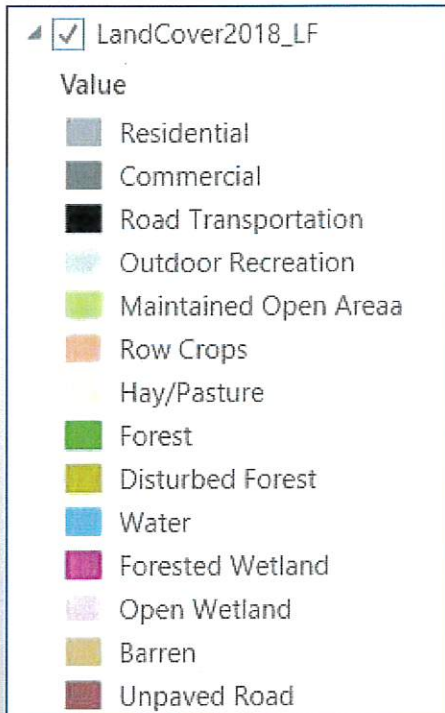 LandCover2018_LF
Value
Residential
Commercial
Road Transportation
Outdoor Recreation
Maintained Open Areaa
Row Crops
Hay/Pasture
Forest
Disturbed Forest
Water
Forested Wetland
Open Wetland
Barren
Unpaved Road